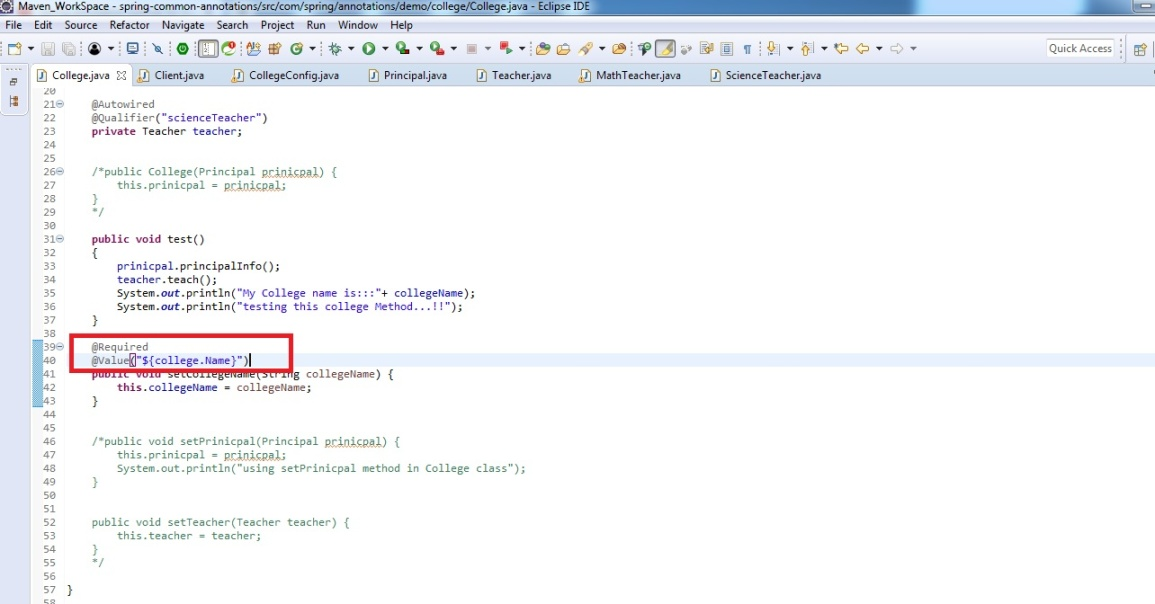 Maven_WorkSpace - spring-common-annotations/src/com/spring/annotations/demo/college/College.java - Eclipse IDE
File Edit Source Refactor Navigate Search Project Run Window Help
Quick Access
College.java Client.java CollegeConfig.java Principal.java Teacher.java MathTeacher.java ScienceTeacher.java
20
21 @Autowired
22 @Qualifier("scienceTeacher")
23 private Teacher teacher;
24
25
26 /*public College(Principal prinicpal) {
27 this.prinicpal = prinicpal;
28 }
29 */
30
31 public void test()
32 {
33 prinicpal.principalInfo();
34 teacher.teach();
35 System.out.println("My College name is:::"+ collegeName);
36 System.out.println("testing this college Method...!!");
37 }
38
39 @Required
40 @Value("${college.Name}")
41 public void setCollegeName(String collegeName) {
42 this.collegeName = collegeName;
43 }
44
45
46 /*public void setPrinicpal(Principal prinicpal) {
47 this.prinicpal = prinicpal;
48 System.out.println("using setPrinicpal method in College class");
49 }
50
51
52 public void setTeacher(Teacher teacher) {
53 this.teacher = teacher;
54 }
55 */
56
57 }
58